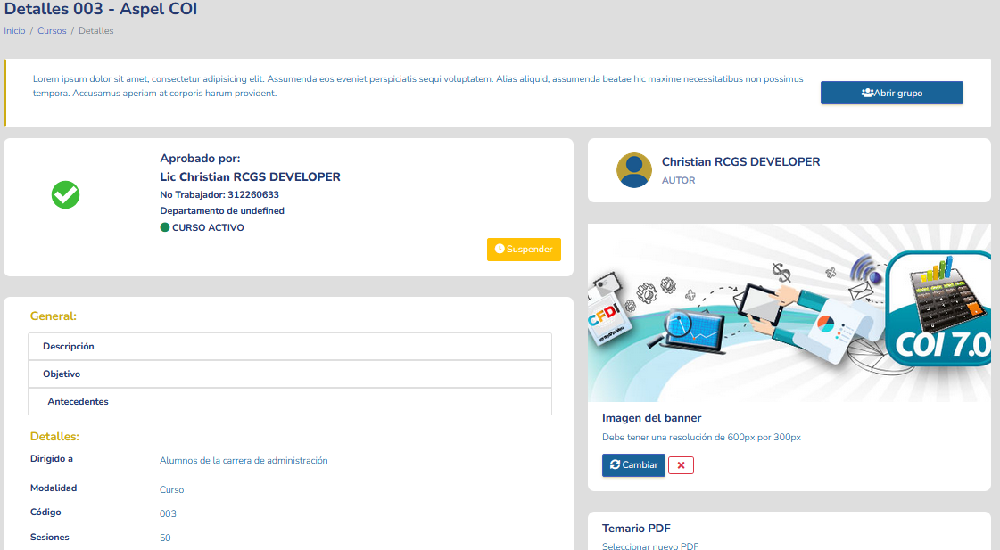 Detalles 003 - Aspel COI
Inicio / Cursos / Detalles
Lorem ipsum dolor sit amet, consectetur adipisicing elit. Assumenda eos eveniet perspiciatis sequi voluptatem. Alias aliquid, assumenda beatae hic maxime necessitatibus non possimus
tempora. Accusamus aperiam at corporis harum provident.
Abrir grupo
Aprobado por:
Lic Christian RCGS DEVELOPER
No Trabajador: 312260633
Departamento de undefined
CURSO ACTIVO
Suspender
General:
Descripción
Objetivo
Antecedentes
Detalles:
Dirigido a Alumnos de la carrera de administración
Modalidad Curso
Código 003
Sesiones 50
Christian RCGS DEVELOPER
AUTOR
CFDI
COI 7.0
Imagen del banner
Debe tener una resolución de 600px por 300px
Cambiar
Temario PDF
Seleccionar nuevo PDF